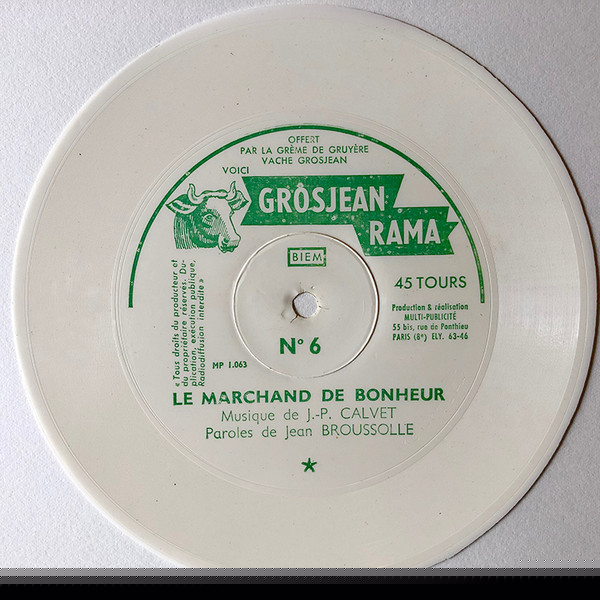 OFFERT
PAR LA CRÈME DE GRUYÈRE
VACHE GROSJEAN
VOICI
GROSJEAN
RAMA
BIEM
45 TOURS
Production & réalisation
MULTI-PUBLICITÉ
55 bis, rue de Ponthieu
PARIS (8e) ELY. 63-46
« Tous droits du producteur et
du propriétaire réservés. Du-
plication, exécution publique,
Radiodiffusion interdite »
MP 1.063
N° 6
LE MARCHAND DE BONHEUR
Musique de J.-P. CALVET
Paroles de Jean BROUSSOLLE